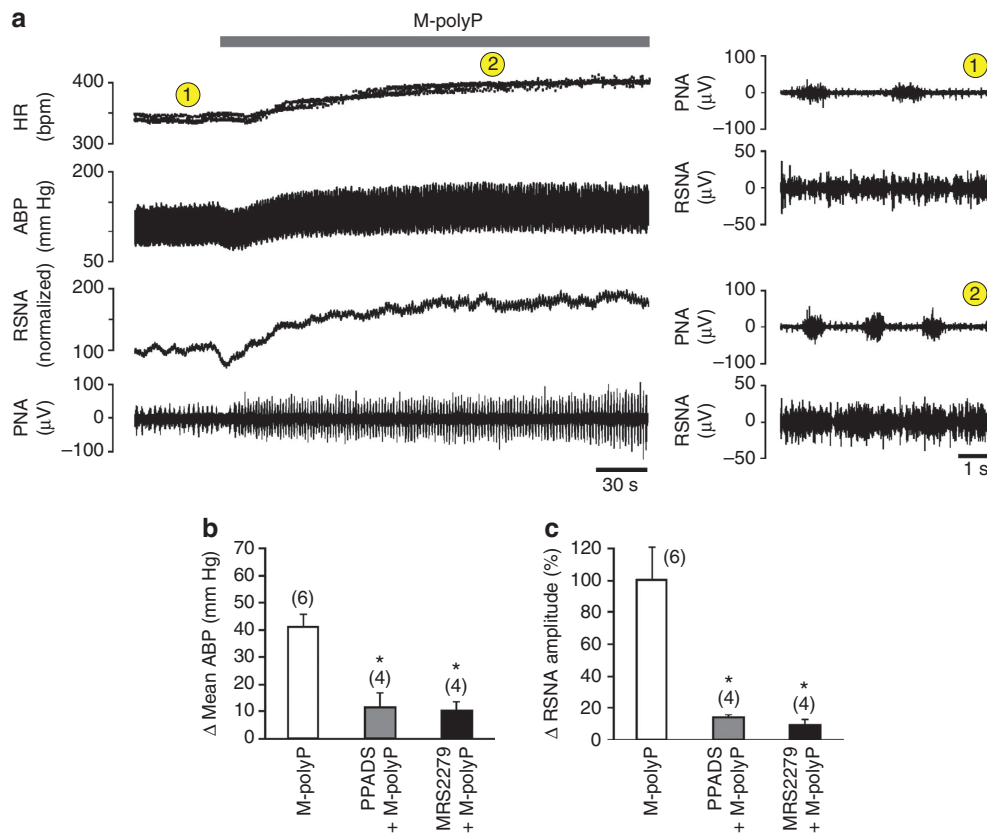 a
M-polyP
HR
(bpm)
400
300
1
2
ABP
(mm Hg)
200
50
RSNA
(normalized)
200
100
PNA
(μV)
100
0
–100
30 s
PNA
(μV)
100
0
–100
1
RSNA
(μV)
50
0
–50
PNA
(μV)
100
0
–100
2
RSNA
(μV)
50
0
–50
1 s
b
Δ Mean ABP (mm Hg)
70
60
50
40
30
20
10
0
(6)
*
(4)
*
(4)
M-polyP
PPADS
+ M-polyP
MRS2279
+ M-polyP
c
Δ RSNA amplitude (%)
120
100
80
60
40
20
0
(6)
*
(4)
*
(4)
M-polyP
PPADS
+ M-polyP
MRS2279
+ M-polyP